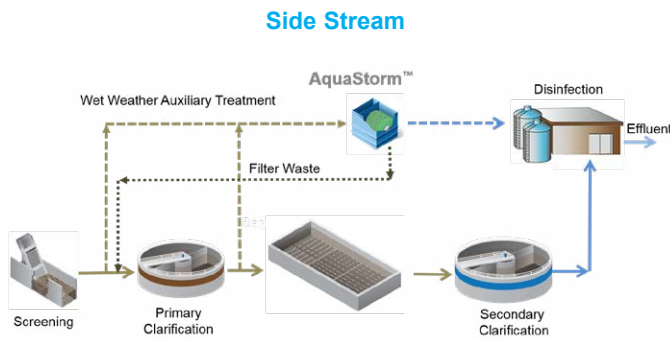 Side Stream
AquaStorm™
Wet Weather Auxiliary Treatment
Disinfection
Effluent
Filter Waste
Screening
Primary
Clarification
Secondary
Clarification